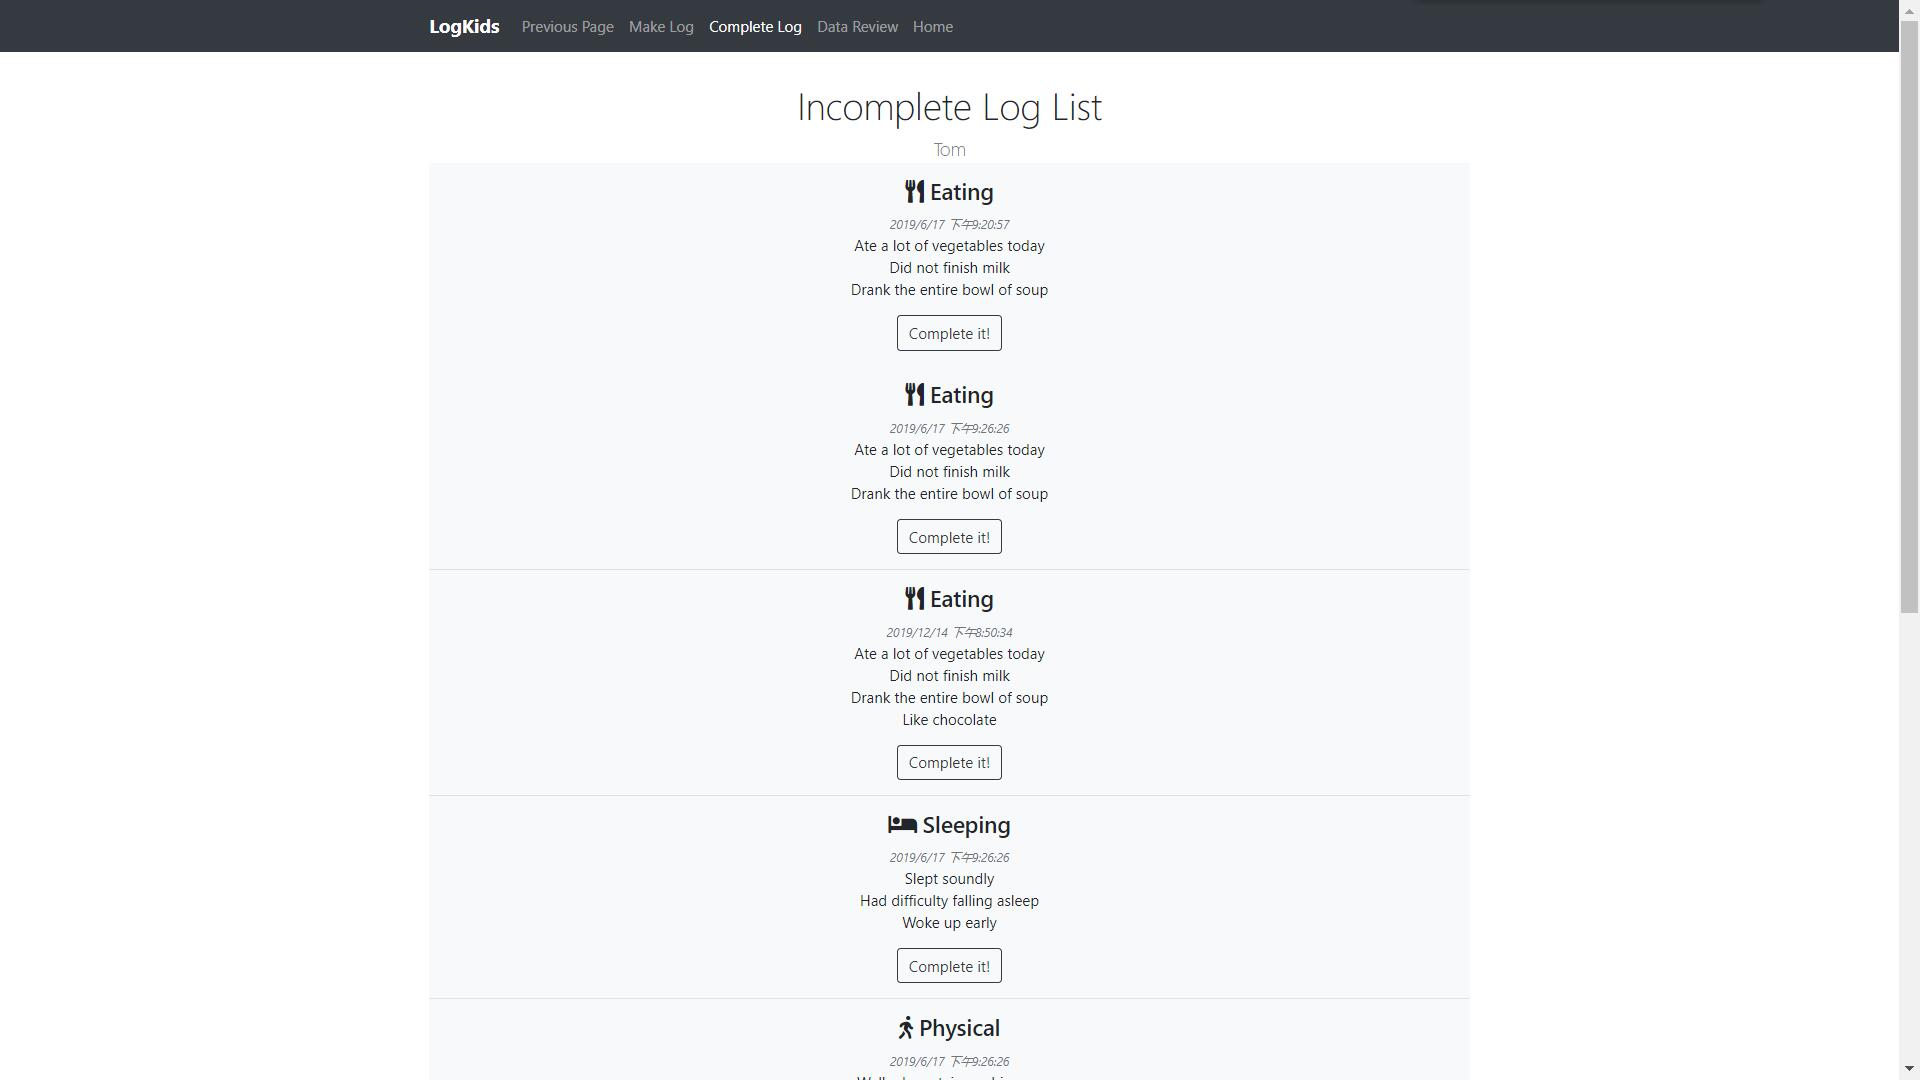 LogKids Previous Page Make Log Complete Log Data Review Home
Incomplete Log List
Tom
Eating
2019/6/17 下午9:20:57
Ate a lot of vegetables today
Did not finish milk
Drank the entire bowl of soup
Complete it!
Eating
2019/6/17 下午9:26:26
Ate a lot of vegetables today
Did not finish milk
Drank the entire bowl of soup
Complete it!
Eating
2019/12/14 下午8:50:34
Ate a lot of vegetables today
Did not finish milk
Drank the entire bowl of soup
Like chocolate
Complete it!
Sleeping
2019/6/17 下午9:26:26
Slept soundly
Had difficulty falling asleep
Woke up early
Complete it!
Physical
2019/6/17 下午9:26:26